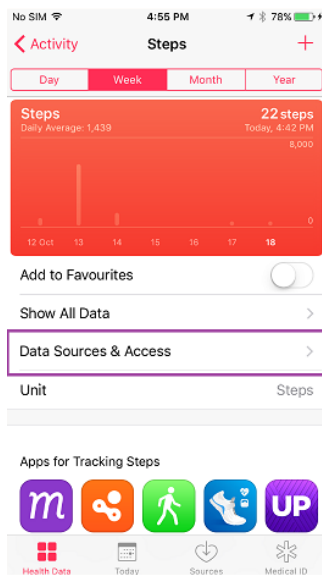 No SIM 4:55 PM 78%
Activity Steps +
Day Week Month Year
Steps 22 steps
Daily Average: 1,439 Today, 4:42 PM
8,000
0
12 Oct 13 14 15 16 17 18
Add to Favourites
Show All Data
Data Sources & Access
Unit Steps
Apps for Tracking Steps
m UP
Health Data Today Sources Medical ID